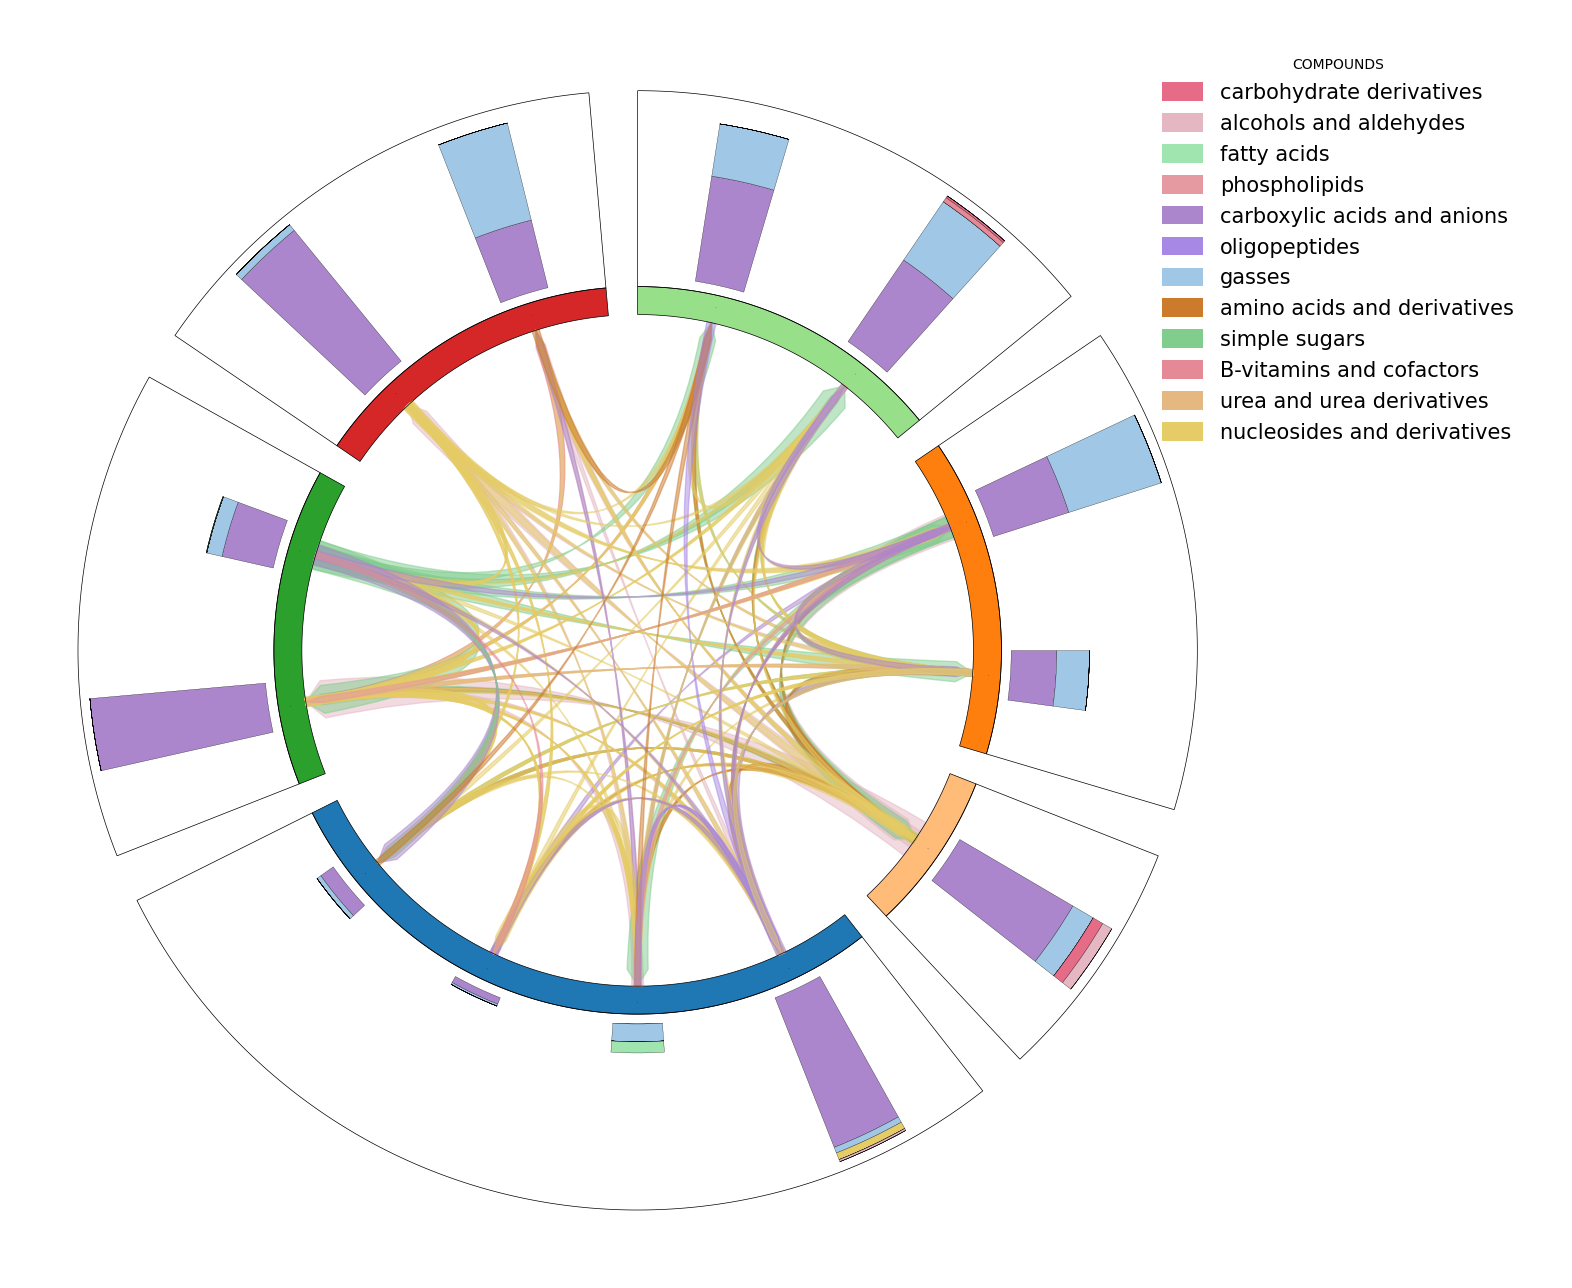 COMPOUNDS
carbohydrate derivatives
alcohols and aldehydes
fatty acids
phospholipids
carboxylic acids and anions
oligopeptides
gasses
amino acids and derivatives
simple sugars
B-vitamins and cofactors
urea and urea derivatives
nucleosides and derivatives